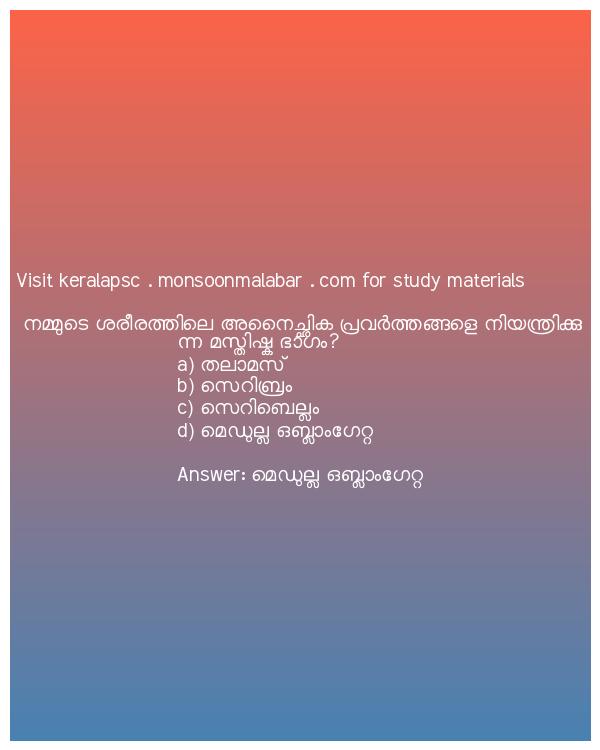 Visit keralapsc . monsoonmalabar . com for study materials
നമ്മുടെ ശരീരത്തിലെ അനൈച്ഛിക പ്രവർത്തങ്ങളെ നിയന്ത്രിക്കു
ന്ന മസ്തിഷ്ക ഭാഗം?
a) തലാമസ്
b) സെറിബ്രം
c) സെറിബെല്ലം
d) മെഡുല്ല ഒബ്ലാംഗേറ്റ
Answer: മെഡുല്ല ഒബ്ലാംഗേറ്റ